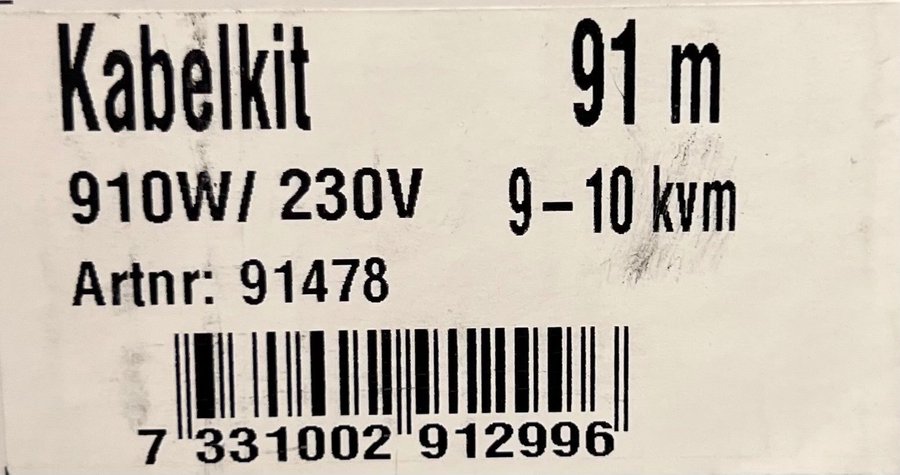 Kabelkit 91 m
910W/ 230V 9-10 kvm
Artnr: 91478
7 331002 912996